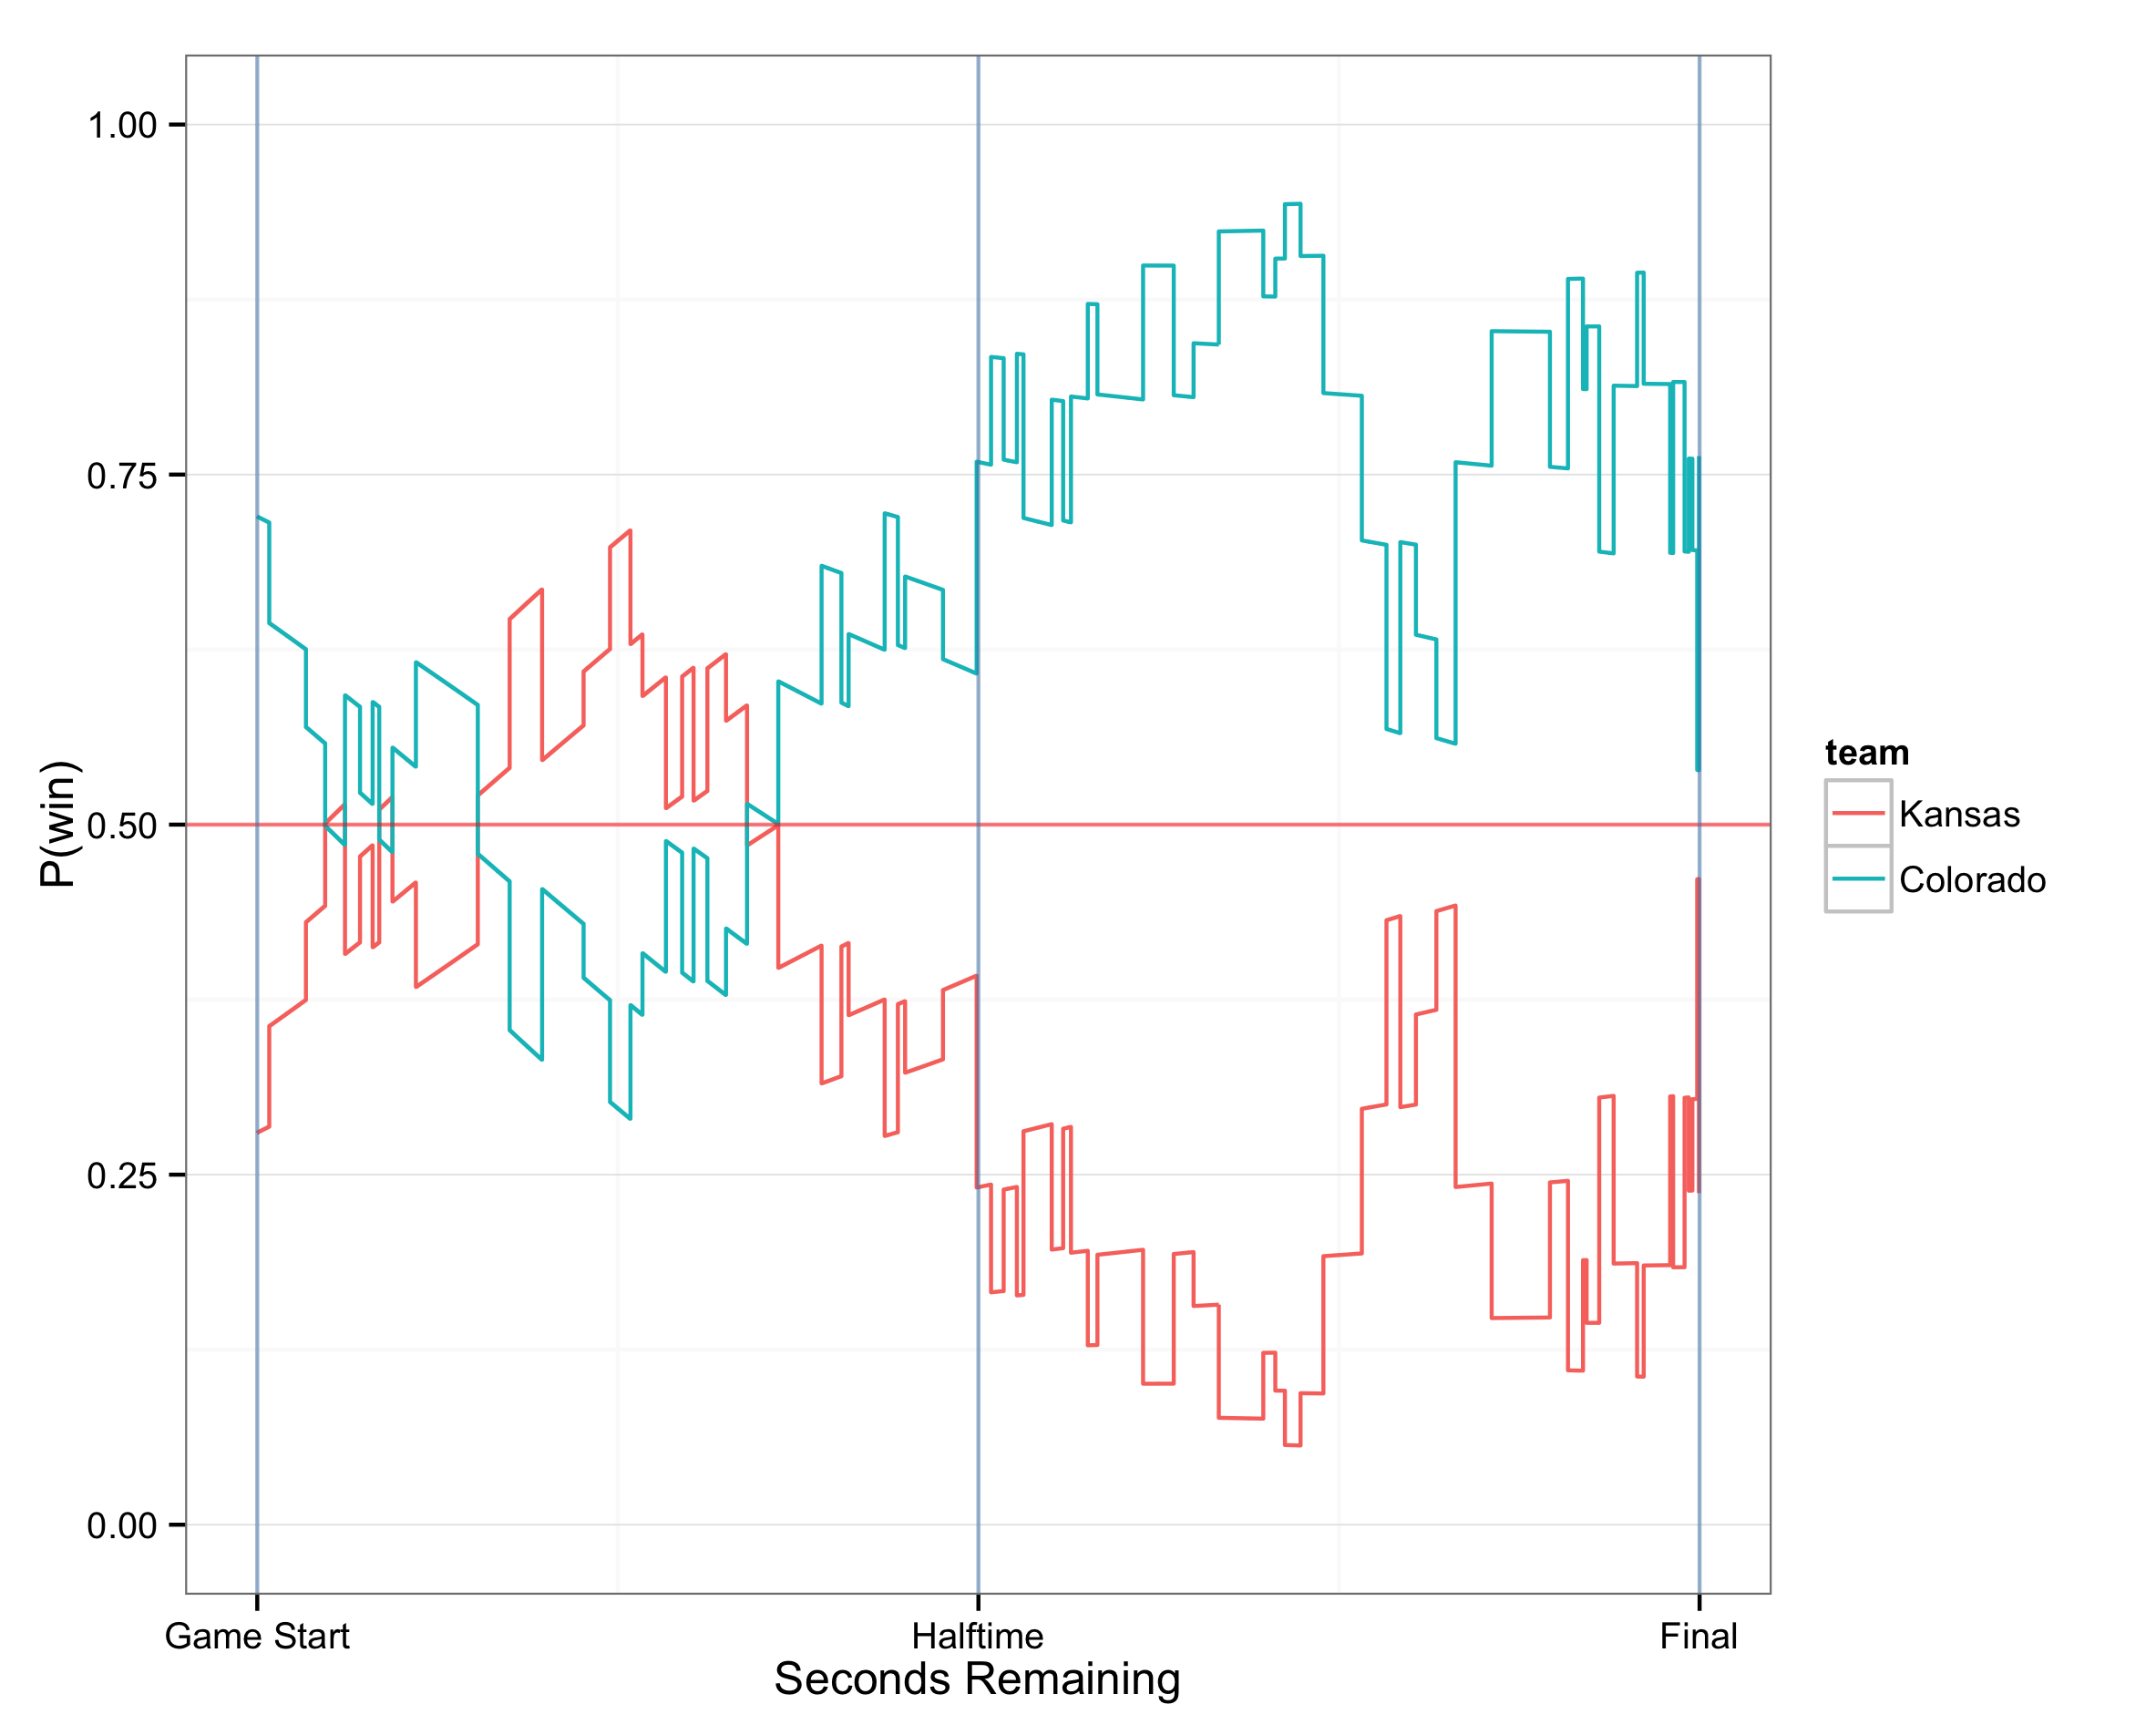 P(win)
1.00
0.75
0.50
0.25
0.00
Game Start
Halftime
Final
Seconds Remaining
team
Kansas
Colorado